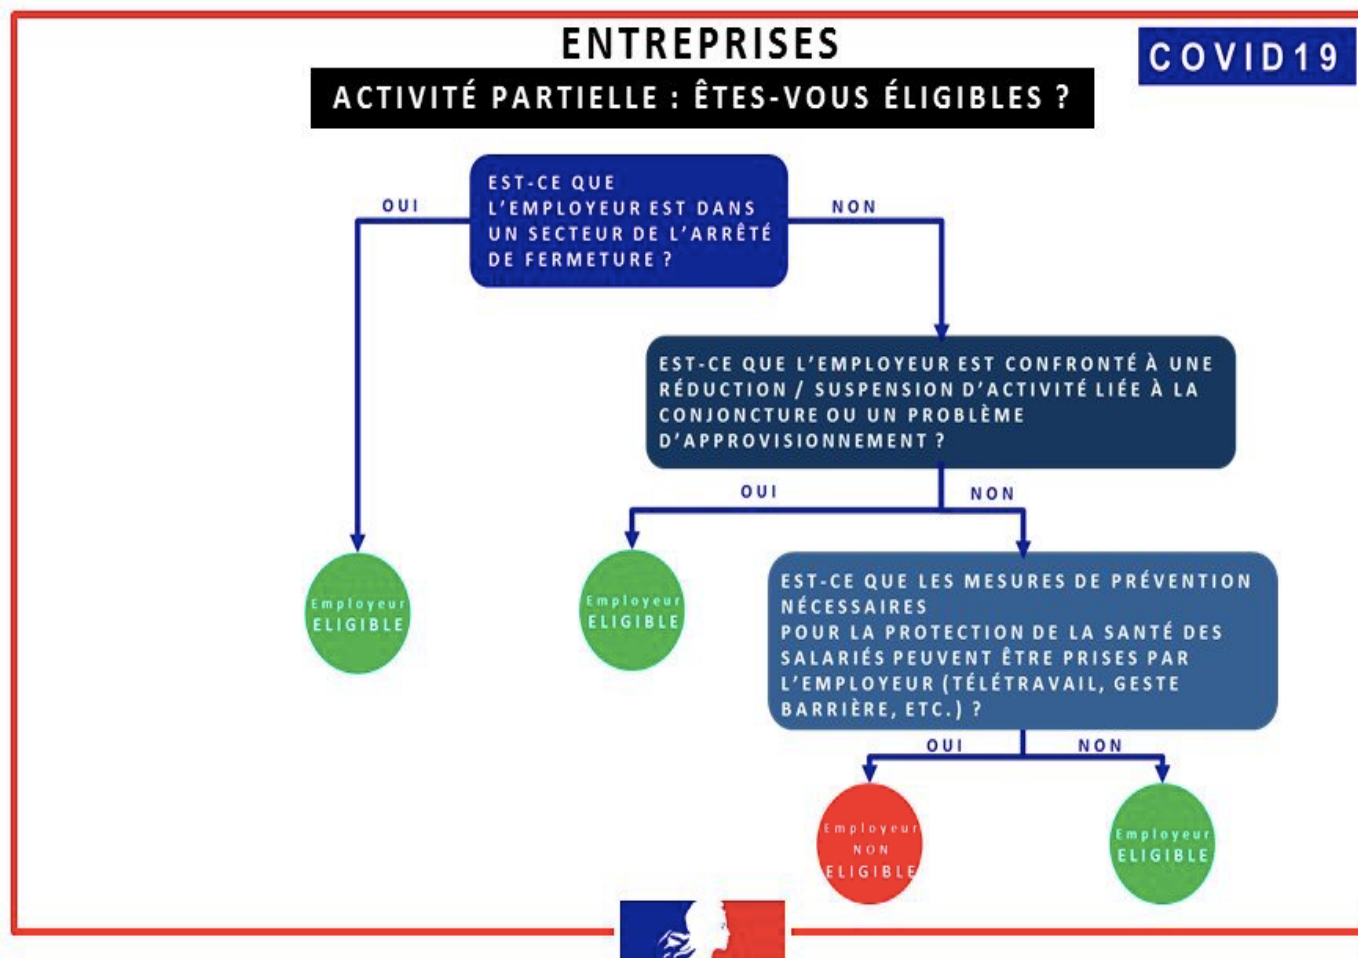 ENTREPRISES
COVID19
ACTIVITÉ PARTIELLE : ÊTES-VOUS ÉLIGIBLES ?
EST-CE QUE
L'EMPLOYEUR EST DANS
UN SECTEUR DE L'ARRÊTÉ
DE FERMETURE ?
OUI
NON
EST-CE QUE L'EMPLOYEUR EST CONFRONTÉ À UNE
RÉDUCTION / SUSPENSION D'ACTIVITÉ LIÉE À LA
CONJONCTURE OU UN PROBLÈME
D'APPROVISIONNEMENT ?
OUI
NON
Employeur
ELIGIBLE
Employeur
ELIGIBLE
EST-CE QUE LES MESURES DE PRÉVENTION
NÉCESSAIRES
POUR LA PROTECTION DE LA SANTÉ DES
SALARIÉS PEUVENT ÊTRE PRISES PAR
L'EMPLOYEUR (TÉLÉTRAVAIL, GESTE
BARRIÈRE, ETC.) ?
OUI
NON
Employeur
NON
ELIGIBLE
Employeur
ELIGIBLE